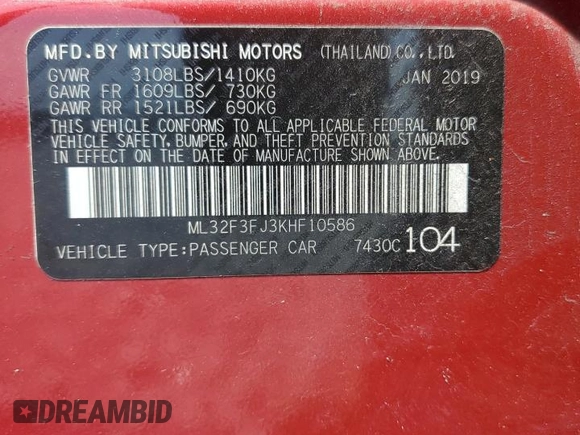 MFD.BY MITSUBISHI MOTORS (THAILAND)CO.,LTD.
GVWR 3108LBS/1410KG JAN 2019
GAWR FR 1609LBS/ 730KG
GAWR RR 1521LBS/ 690KG
THIS VEHICLE CONFORMS TO ALL APPLICABLE FEDERAL MOTOR
VEHICLE SAFETY, BUMPER, AND THEFT PREVENTION STANDARDS
IN EFFECT ON THE DATE OF MANUFACTURE SHOWN ABOVE.
ML32F3FJ3KHF10586
VEHICLE TYPE:PASSENGER CAR 7430C 104
DREAMBID